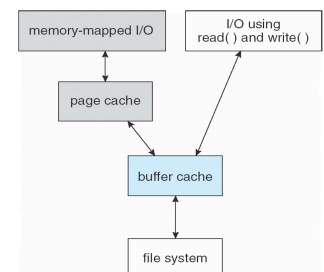 memory-mapped I/O
I/O using
read( ) and write( )
page cache
buffer cache
file system